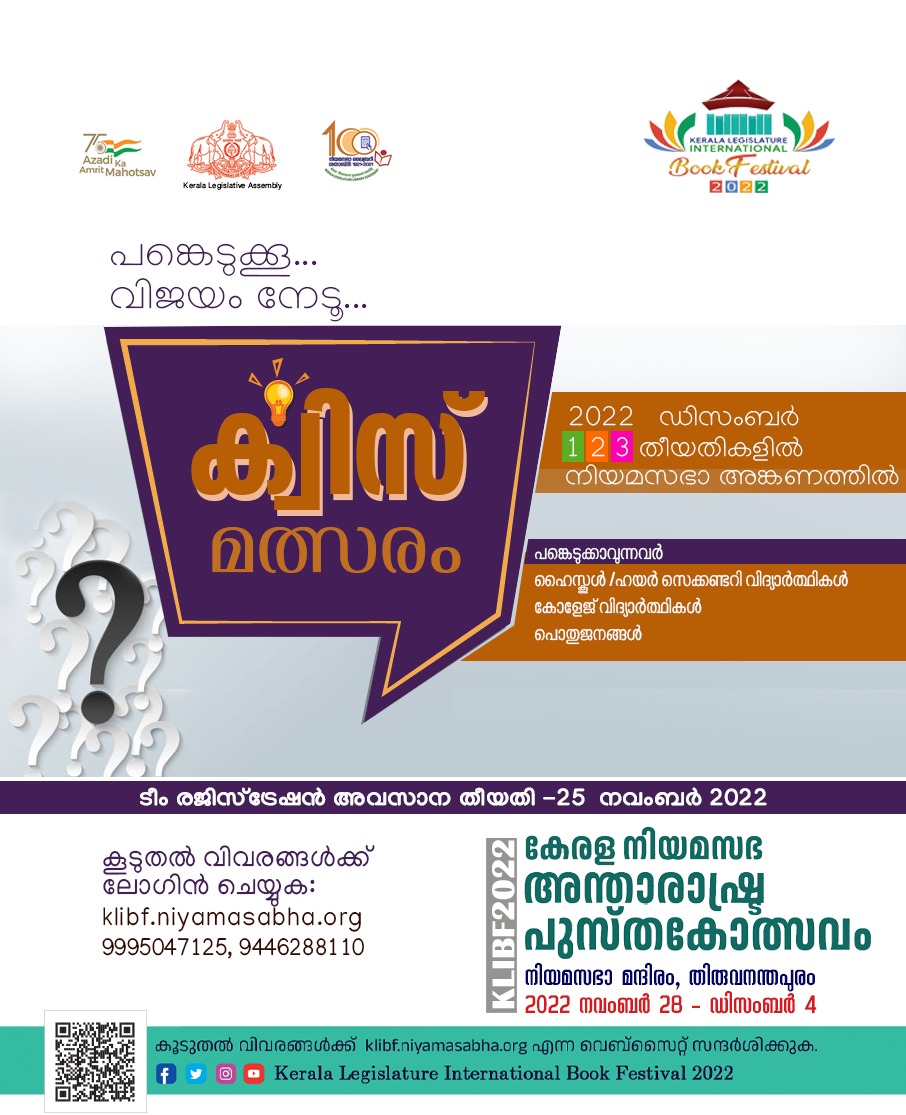 75
Azadi Ka
Amrit Mahotsav
Kerala Legislative Assembly
100
KERALA LEGISLATURE
INTERNATIONAL
Book Festival
2022
പങ്കെടുക്കൂ...
വിജയം നേടൂ...
ക്വിസ്
മത്സരം
2022 ഡിസംബർ
1 2 3 തീയതികളിൽ
നിയമസഭാ അങ്കണത്തിൽ
പങ്കെടുക്കാവുന്നവർ
ഹൈസ്കൂൾ /ഹയർ സെക്കണ്ടറി വിദ്യാർത്ഥികൾ
കോളേജ് വിദ്യാർത്ഥികൾ
പൊതുജനങ്ങൾ
ടീം രജിസ്ട്രേഷൻ അവസാന തീയതി -25 നവംബർ 2022
കൂടുതൽ വിവരങ്ങൾക്ക്
ലോഗിൻ ചെയ്യുക:
klibf.niyamasabha.org
9995047125, 9446288110
KLIBF2022
കേരള നിയമസഭ
അന്താരാഷ്ട്ര
പുസ്തകോത്സവം
നിയമസഭാ മന്ദിരം, തിരുവനന്തപുരം
2022 നവംബർ 28 - ഡിസംബർ 4
കൂടുതൽ വിവരങ്ങൾക്ക് klibf.niyamasabha.org എന്ന വെബ്സൈറ്റ് സന്ദർശിക്കുക.
Kerala Legislature International Book Festival 2022